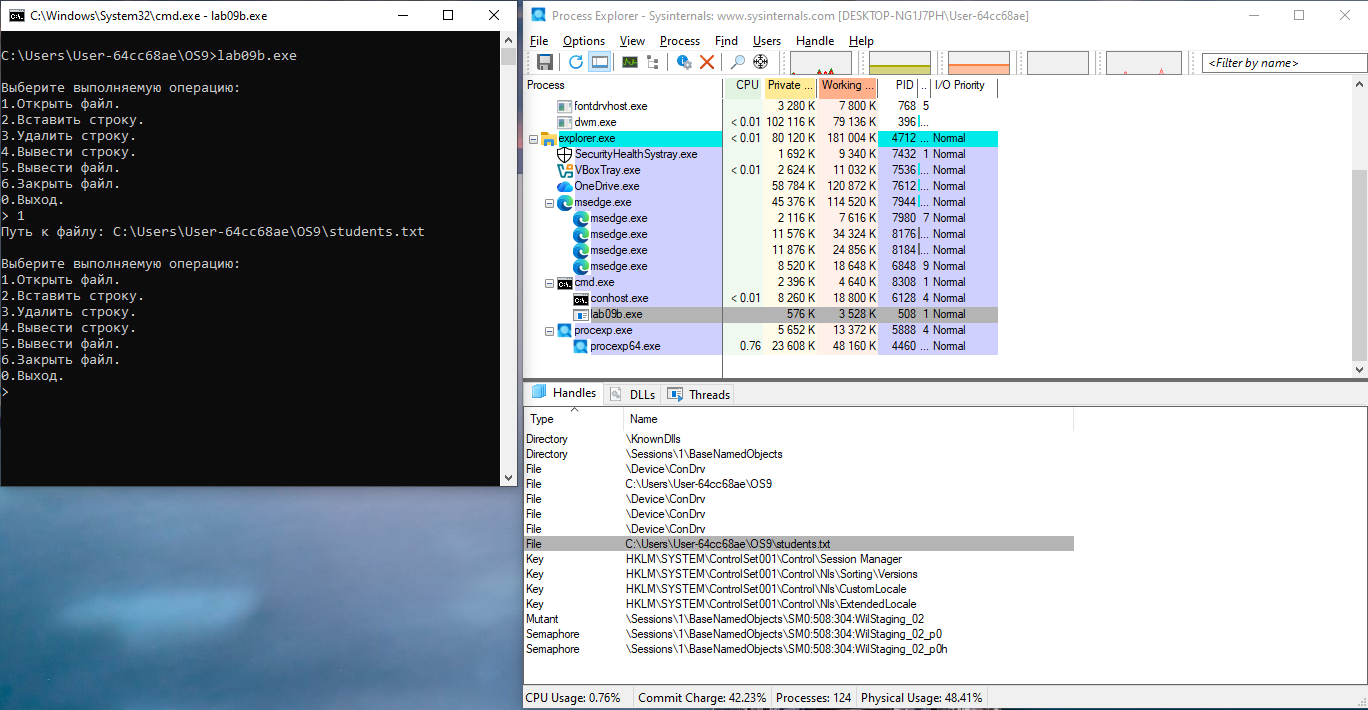 C:\Windows\System32\cmd.exe - lab09b.exe
C:\Users\User-64cc68ae\OS9>lab09b.exe
Выберите выполняемую операцию:
1.Открыть файл.
2.Вставить строку.
3.Удалить строку.
4.Вывести строку.
5.Вывести файл.
6.Закрыть файл.
0.Выход.
> 1
Путь к файлу: C:\Users\User-64cc68ae\OS9\students.txt
Выберите выполняемую операцию:
1.Открыть файл.
2.Вставить строку.
3.Удалить строку.
4.Вывести строку.
5.Вывести файл.
6.Закрыть файл.
0.Выход.
>
Process Explorer - Sysinternals: www.sysinternals.com [DESKTOP-NG1J7PH\User-64cc68ae]
File Options View Process Find Users Handle Help
<Filter by name>
Process CPU Private ... Working ... PID ... I/O Priority
fontdrvhost.exe 3 280 K 7 800 K 768 5
dwm.exe < 0.01 102 116 K 79 136 K 396 ...
explorer.exe < 0.01 80 120 K 181 004 K 4712 ... Normal
SecurityHealthSystray.exe 1 692 K 9 340 K 7432 1 Normal
VBoxTray.exe < 0.01 2 624 K 11 032 K 7536 ... Normal
OneDrive.exe 58 784 K 120 872 K 7612 ... Normal
msedge.exe 45 376 K 114 520 K 7944 ... Normal
msedge.exe 2 116 K 7 616 K 7980 7 Normal
msedge.exe 11 576 K 34 324 K 8176 ... Normal
msedge.exe 11 876 K 24 856 K 8184 ... Normal
msedge.exe 8 520 K 18 648 K 6848 9 Normal
cmd.exe 2 396 K 4 640 K 8308 1 Normal
conhost.exe < 0.01 8 260 K 18 800 K 6128 4 Normal
lab09b.exe 576 K 3 528 K 508 1 Normal
procexp.exe 5 652 K 13 372 K 5888 4 Normal
procexp64.exe 0.76 23 608 K 48 160 K 4460 ... Normal
Handles DLLs Threads
Type Name
Directory \KnownDlls
Directory \Sessions\1\BaseNamedObjects
File \Device\ConDrv
File C:\Users\User-64cc68ae\OS9
File \Device\ConDrv
File \Device\ConDrv
File \Device\ConDrv
File C:\Users\User-64cc68ae\OS9\students.txt
Key HKLM\SYSTEM\ControlSet001\Control\Session Manager
Key HKLM\SYSTEM\ControlSet001\Control\Nls\Sorting\Versions
Key HKLM\SYSTEM\ControlSet001\Control\Nls\CustomLocale
Key HKLM\SYSTEM\ControlSet001\Control\Nls\ExtendedLocale
Mutant \Sessions\1\BaseNamedObjects\SM0:508:304:WilStaging_02
Semaphore \Sessions\1\BaseNamedObjects\SM0:508:304:WilStaging_02_p0
Semaphore \Sessions\1\BaseNamedObjects\SM0:508:304:WilStaging_02_p0h
CPU Usage: 0.76% Commit Charge: 42.23% Processes: 124 Physical Usage: 48.41%